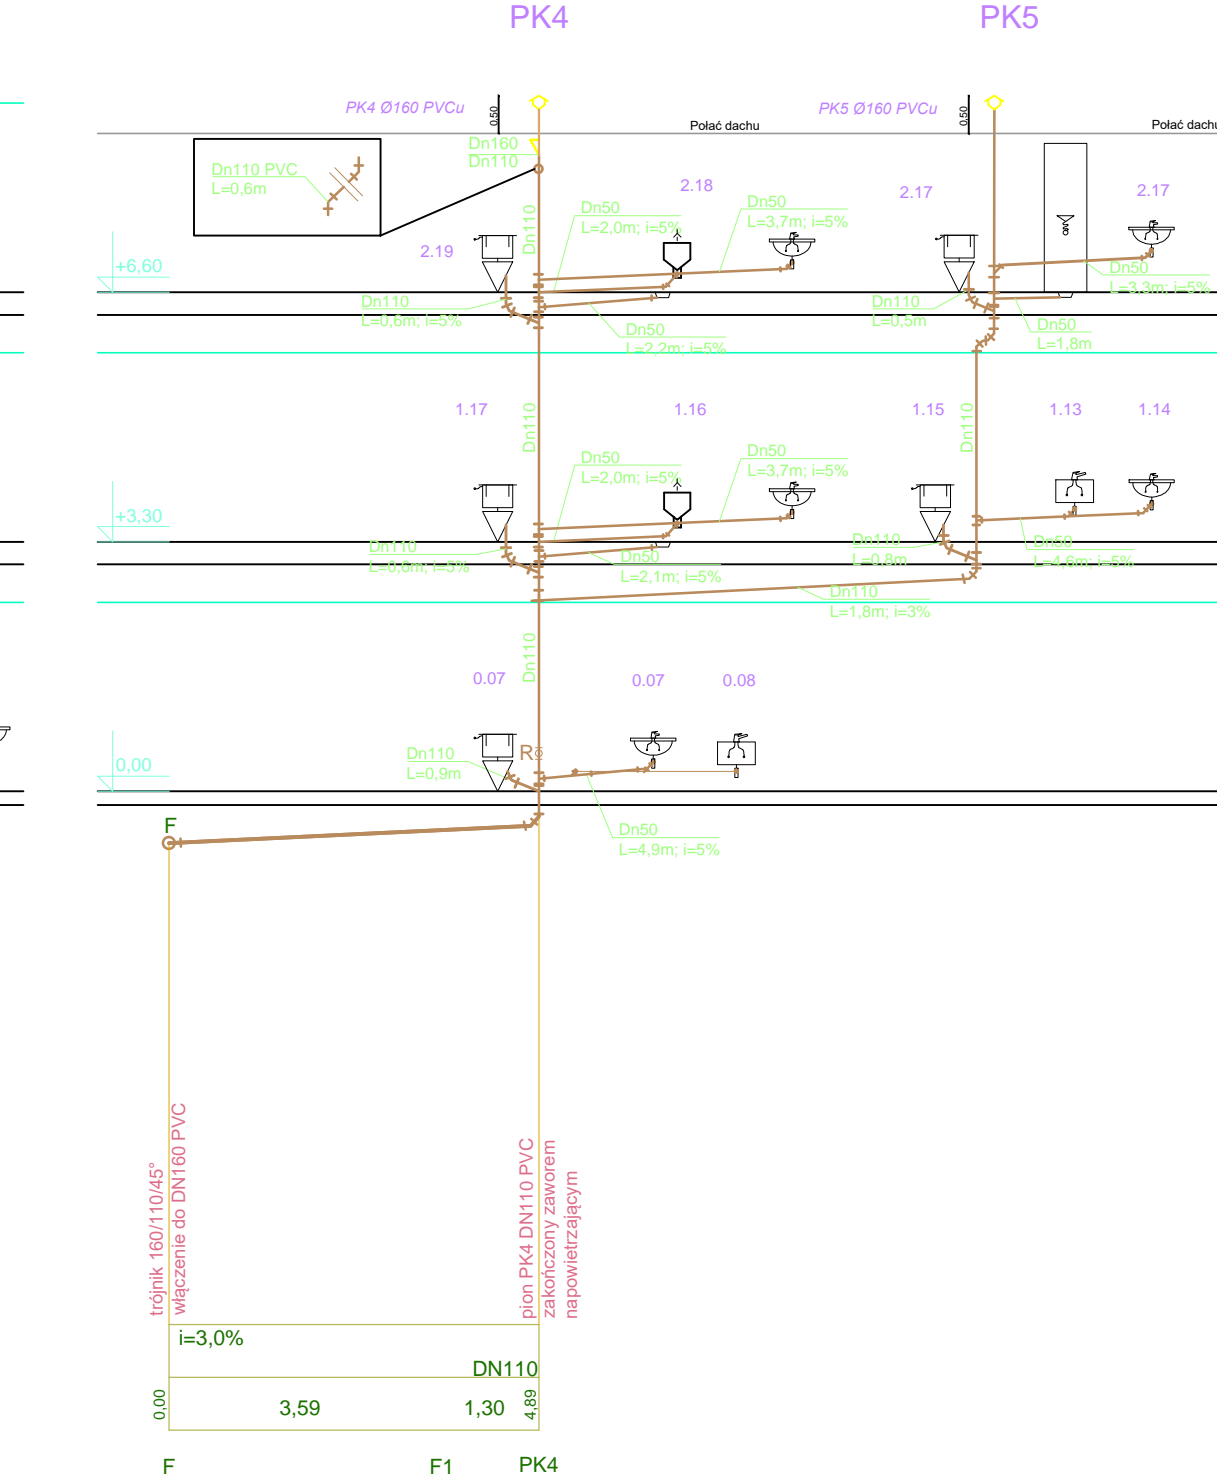 PK4
PK5
PK4 Ø160 PVCu
0.50
PK5 Ø160 PVCu
0.50
Połać dachu
Połać dachu
Dn160
Dn110
Dn110 PVC
L=0,6m
Dn110
2.19
2.18
2.17
2.17
Dn50
L=2,0m; i=5%
Dn50
L=3,7m; i=5%
+6,60
Dn110
L=0,6m; i=5%
Dn50
L=2,2m; i=5%
Dn110
L=0,5m
Dn50
L=3,3m; i=5%
Dn50
L=1,8m
1.17
Dn110
1.16
1.15
Dn110
1.13
1.14
Dn50
L=2,0m; i=5%
Dn50
L=3,7m; i=5%
+3,30
Dn110
L=0,6m; i=5%
Dn50
L=2,1m; i=5%
Dn110
L=0,8m
Dn50
L=4,6m; i=5%
Dn110
L=1,8m; i=3%
Dn110
0.07
0.07
0.08
R
0,00
Dn110
L=0,9m
Dn50
L=4,9m; i=5%
F
trójnik 160/110/45°
włączenie do DN160 PVC
pion PK4 DN110 PVC
zakończony zaworem
napowietrzającym
i=3,0%
DN110
0,00
3,59
1,30
4,89
F
F1
PK4